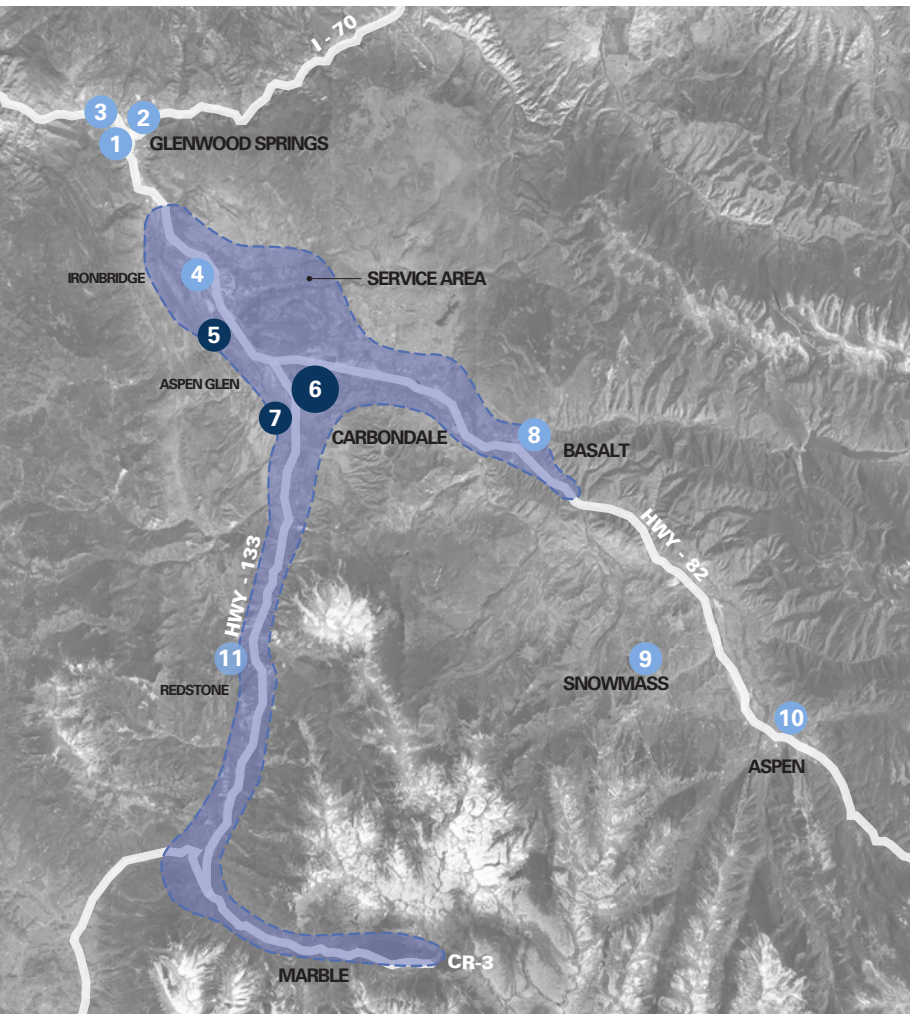 I - 70
3
2
1
GLENWOOD SPRINGS
IRONBRIDGE
4
SERVICE AREA
5
ASPEN GLEN
6
7
CARBONDALE
8
BASALT
HWY - 82
HWY - 133
11
REDSTONE
9
SNOWMASS
10
ASPEN
CR-3
MARBLE